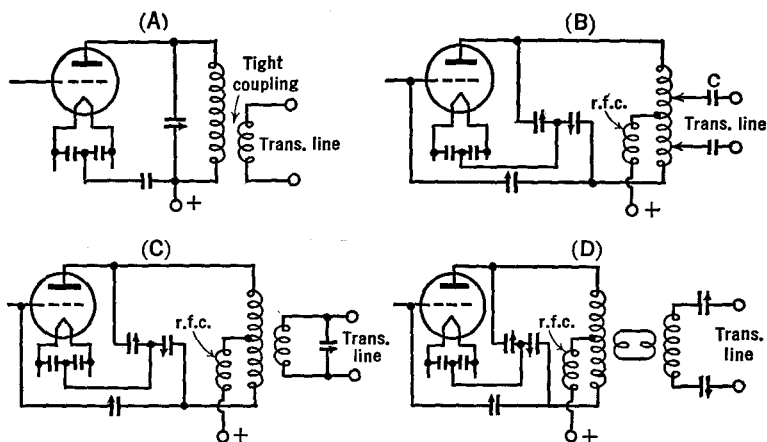 (A)
Tight
coupling
Trans. line
+
(B)
r.f.c.
C
Trans. line
+
(C)
r.f.c.
Trans.
line
+
(D)
r.f.c.
Trans.
line
+